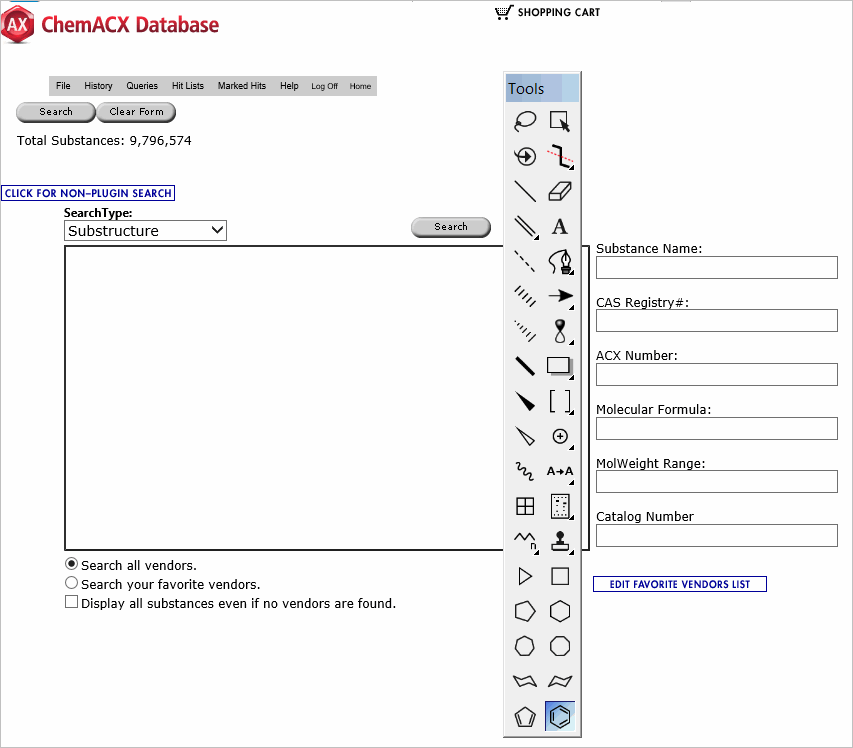 AX ChemACX Database
SHOPPING CART
File History Queries Hit Lists Marked Hits Help Log Off Home
Search Clear Form
Total Substances: 9,796,574
CLICK FOR NON-PLUGIN SEARCH
SearchType:
Substructure
Search
Tools
A
A→A
n
Substance Name:
CAS Registry#:
ACX Number:
Molecular Formula:
MolWeight Range:
Catalog Number
Search all vendors.
Search your favorite vendors.
Display all substances even if no vendors are found.
EDIT FAVORITE VENDORS LIST